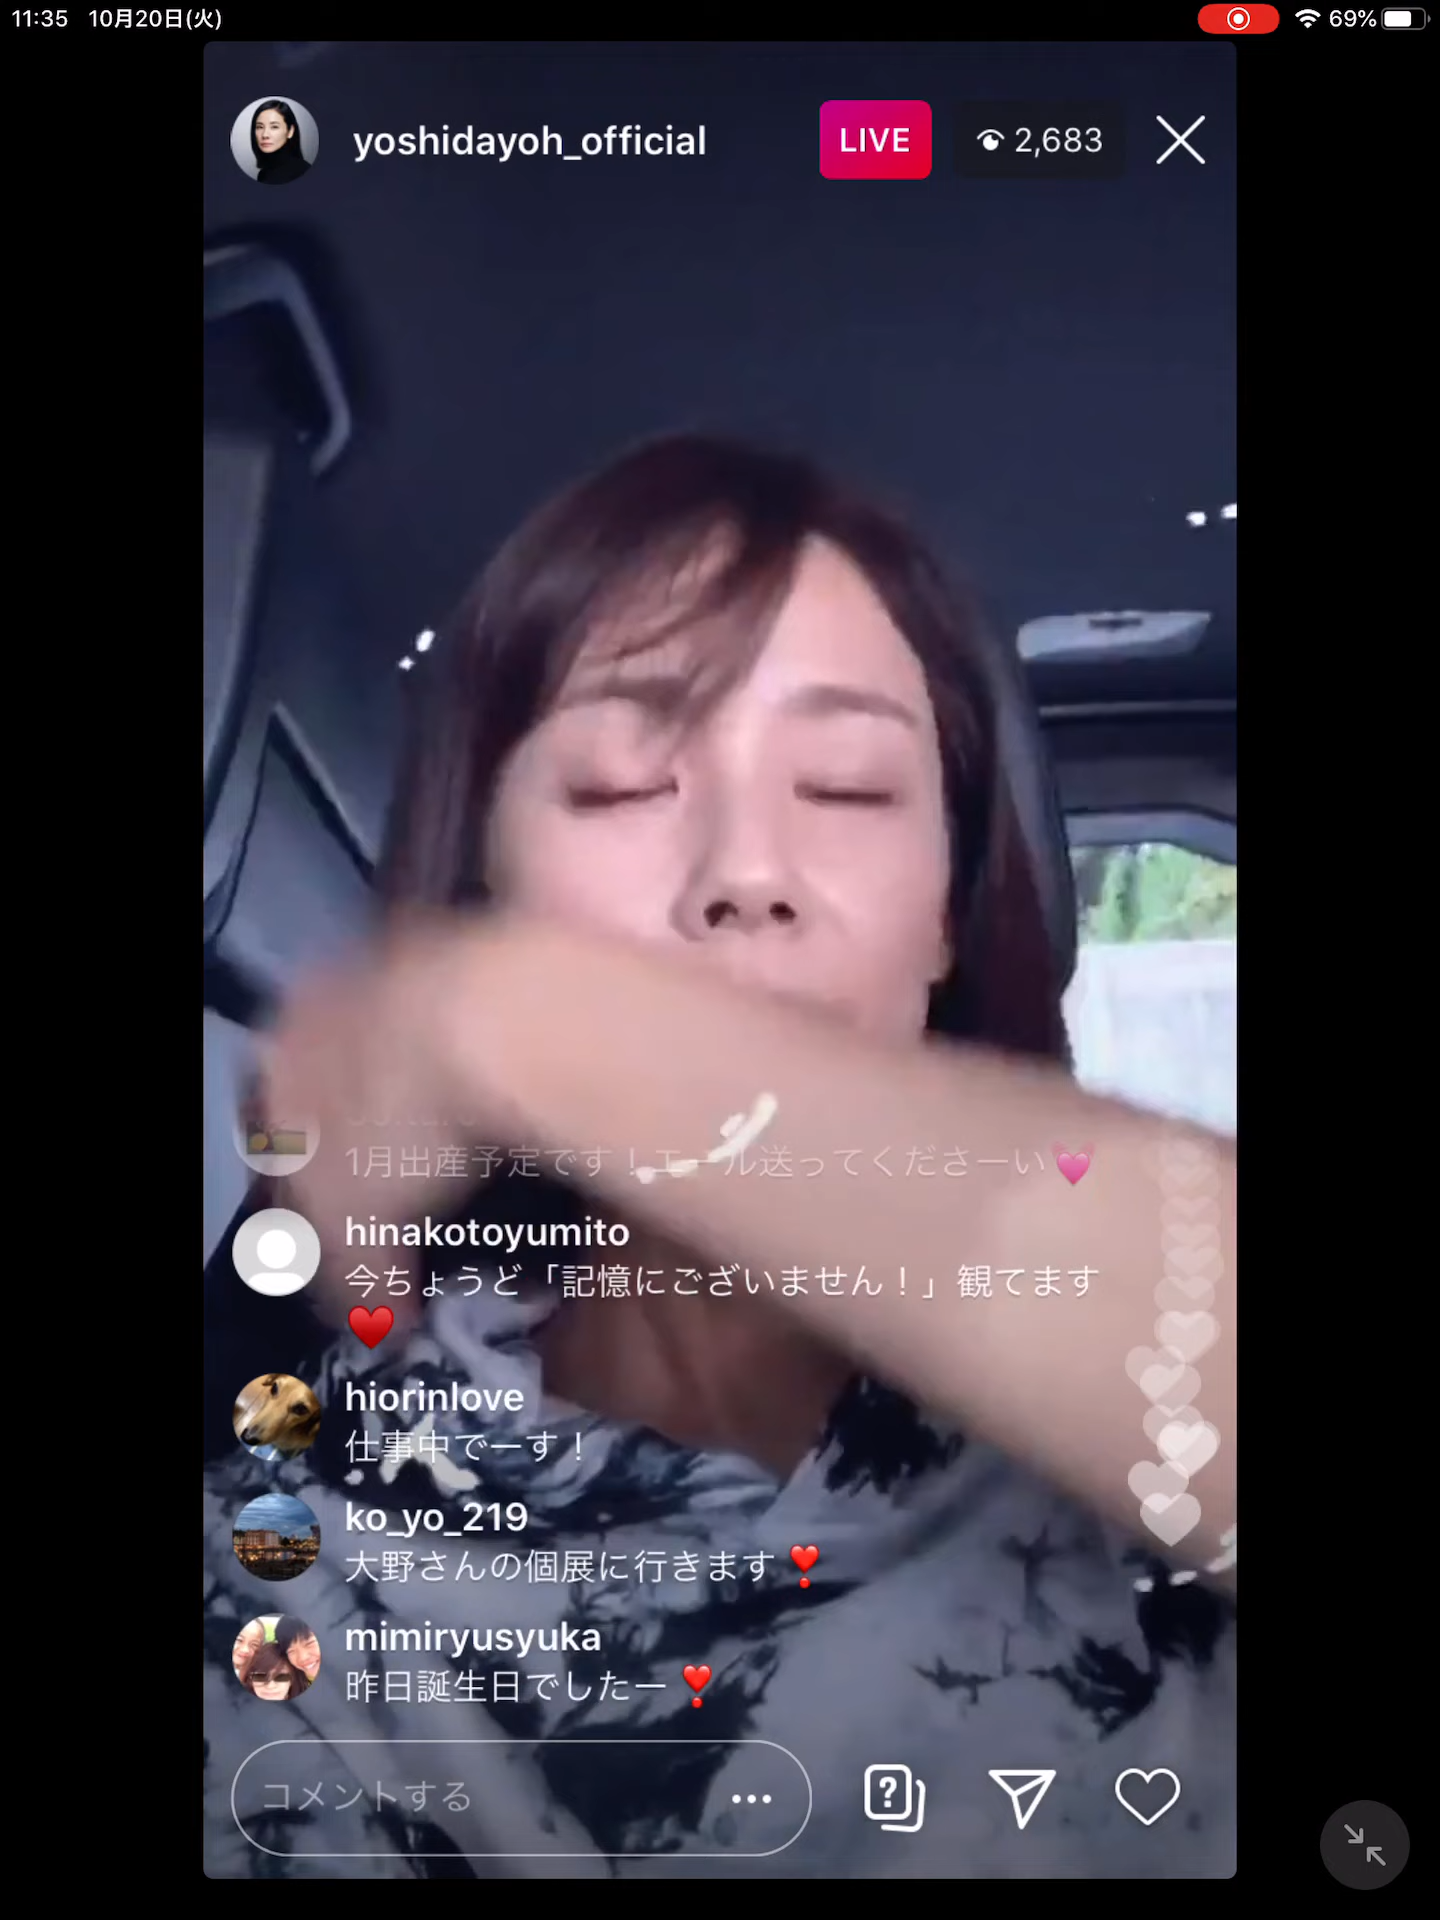 11:35 10月20日(火)
69%
yoshidayoh_official
LIVE
2,683
1月出産予定です！エール送ってくださーい💓
hinakotoyumito
今ちょうど「記憶にございません！」観てます
♥️
hiorinlove
仕事中でーす！
ko_yo_219
大野さんの個展に行きます❣️
mimiryusyuka
昨日誕生日でしたー❣️
コメントする